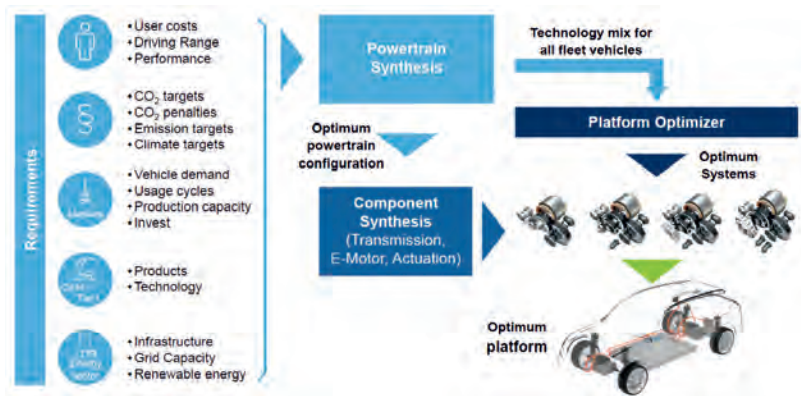 Requirements
• User costs
• Driving Range
• Performance
§
• CO₂ targets
• CO₂ penalties
• Emission targets
• Climate targets
• Vehicle demand
• Usage cycles
• Production capacity
• Invest
• Products
• Technology
• Infrastructure
• Grid Capacity
• Renewable energy
Powertrain
Synthesis
Technology mix for
all fleet vehicles
Optimum
powertrain
configuration
Platform Optimizer
Optimum
Systems
Component
Synthesis
(Transmission,
E-Motor, Actuation)
Optimum
platform